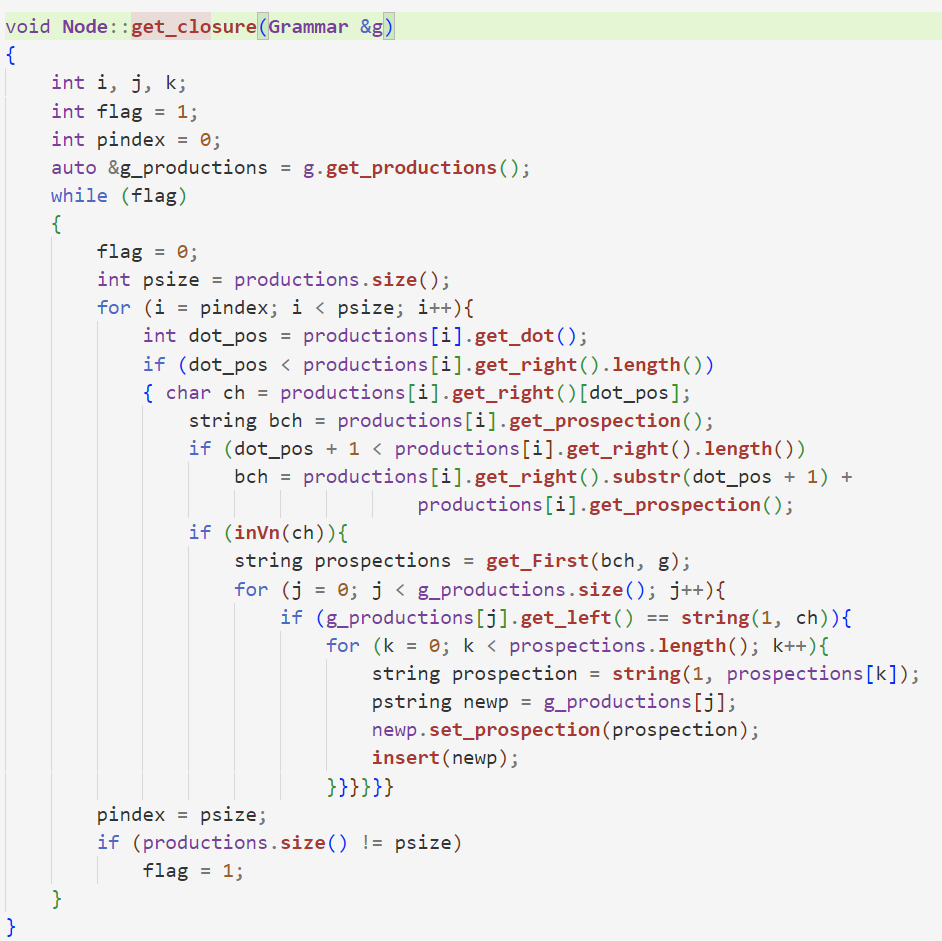 void Node::get_closure(Grammar &g)
{
    int i, j, k;
    int flag = 1;
    int pindex = 0;
    auto &g_productions = g.get_productions();
    while (flag)
    {
        flag = 0;
        int psize = productions.size();
        for (i = pindex; i < psize; i++){
            int dot_pos = productions[i].get_dot();
            if (dot_pos < productions[i].get_right().length())
            { char ch = productions[i].get_right()[dot_pos];
                string bch = productions[i].get_prospection();
                if (dot_pos + 1 < productions[i].get_right().length())
                    bch = productions[i].get_right().substr(dot_pos + 1) +
                                    productions[i].get_prospection();
                if (inVn(ch)){
                    string prospections = get_First(bch, g);
                    for (j = 0; j < g_productions.size(); j++){
                        if (g_productions[j].get_left() == string(1, ch)){
                            for (k = 0; k < prospections.length(); k++){
                                string prospection = string(1, prospections[k]);
                                pstring newp = g_productions[j];
                                newp.set_prospection(prospection);
                                insert(newp);
                            }}}}}}
        pindex = psize;
        if (productions.size() != psize)
            flag = 1;
    }
}